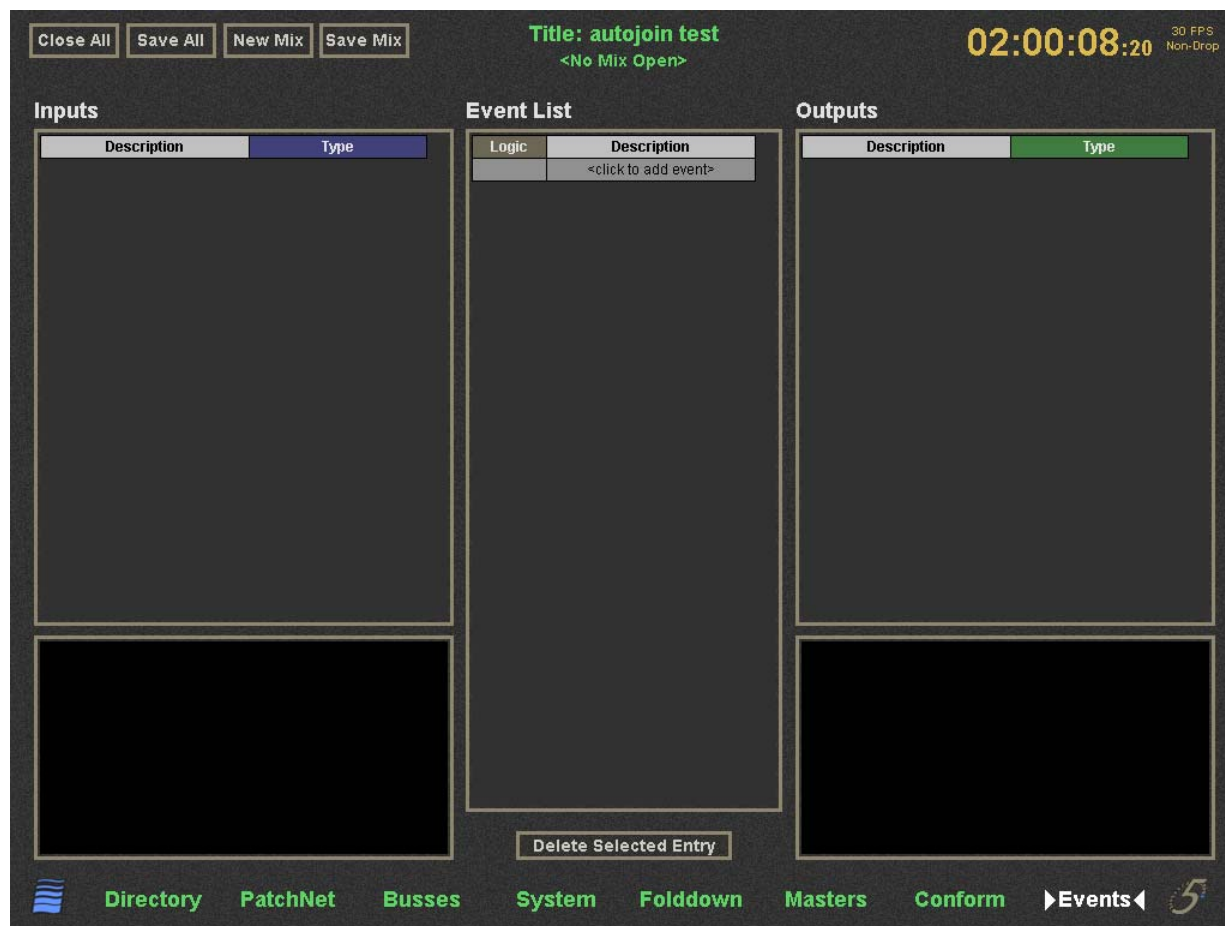 Close All Save All New Mix Save Mix
Title: autojoin test
<No Mix Open>
02:00:08:20
30 FPS
Non-Drop
Inputs
Event List
Outputs
Description Type
Logic Description
<click to add event>
Description Type
Delete Selected Entry
Directory PatchNet Busses System Folddown Masters Conform Events
5